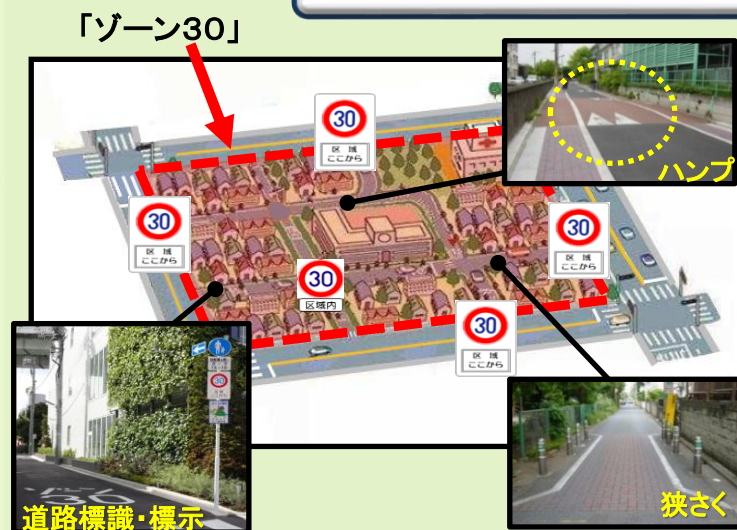 「ゾーン30」
30
区 域
ここから
ハンプ
30
区 域
ここから
30
区 域
ここから
30
区域内
30
区 域
ここから
30
30
道路標識・標示
狭さく